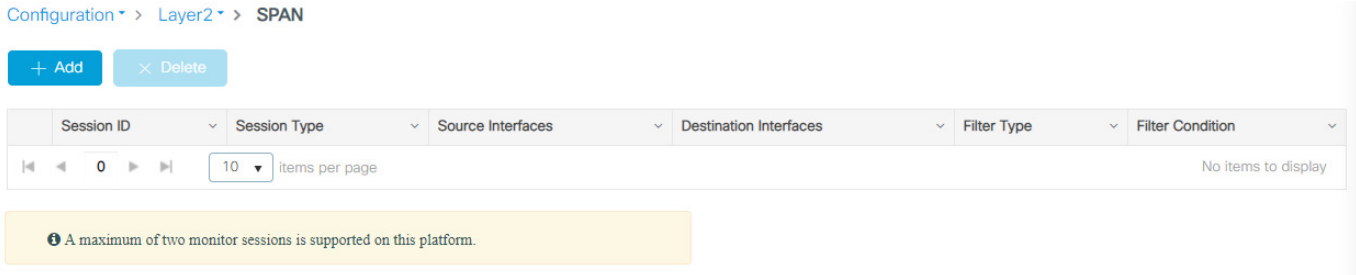 Configuration > Layer2 > SPAN
+ Add × Delete
Session ID Session Type Source Interfaces Destination Interfaces Filter Type Filter Condition
0 10 items per page No items to display
A maximum of two monitor sessions is supported on this platform.